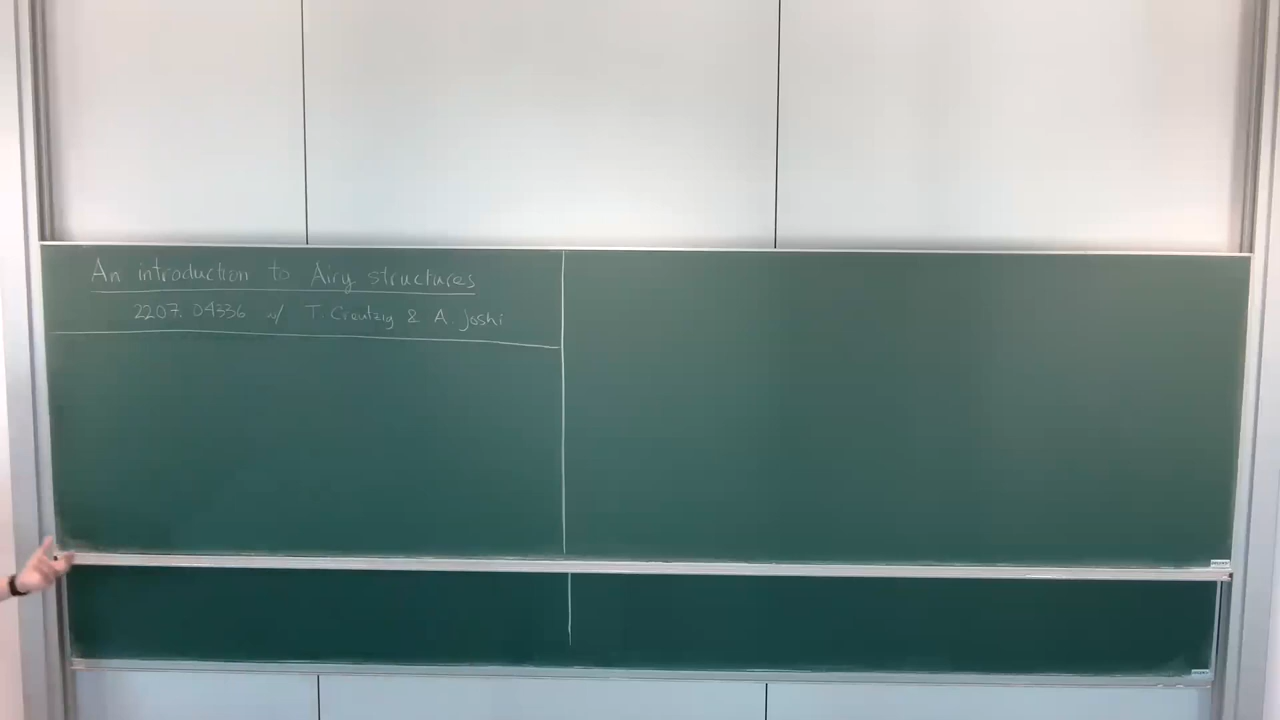 An introduction to Airy structures
2207.04336 w/ T. Creutzig & A. Joshi